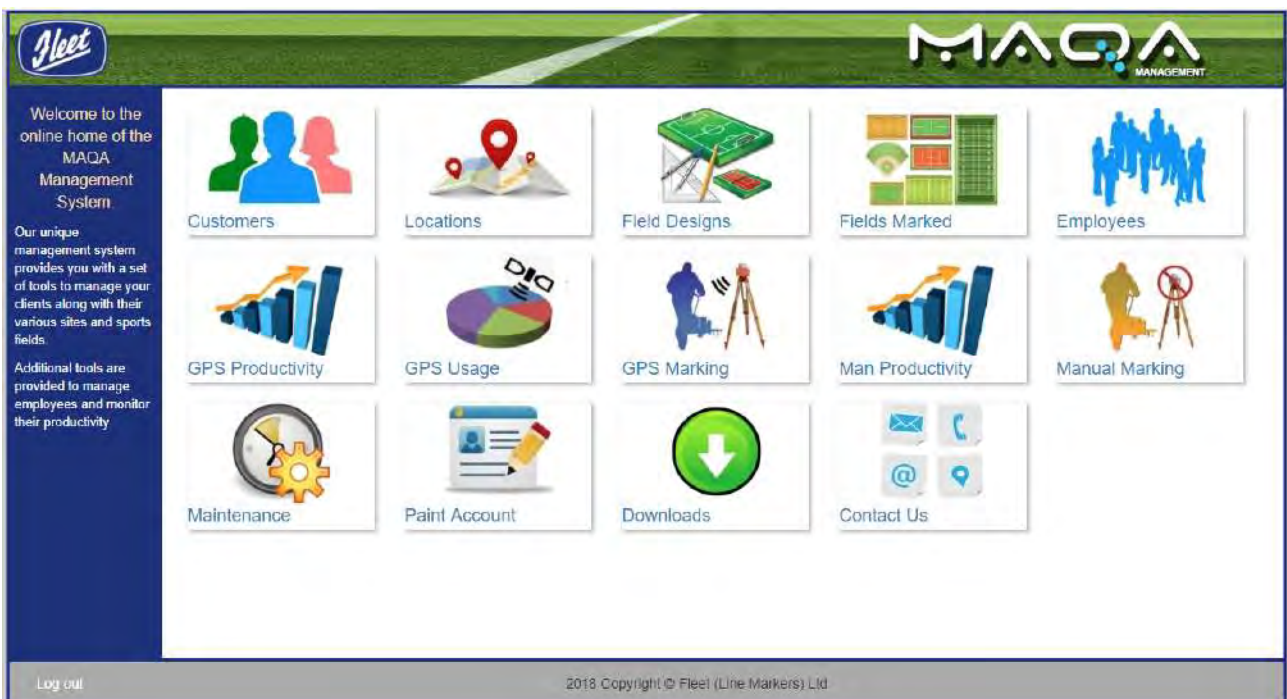 Fleet
MAQA
MANAGEMENT
Welcome to the
online home of the
MAQA
Management
System
Our unique
management system
provides you with a set
of tools to manage your
clients along with their
various sites and sports
fields.
Additional tools are
provided to manage
employees and monitor
their productivity
Customers
Locations
Field Designs
Fields Marked
Employees
GPS Productivity
GPS Usage
GPS Marking
Man Productivity
Manual Marking
Maintenance
Paint Account
@
Downloads
Contact Us
Log out
2018 Copyright © Fleet (Line Markers) Ltd